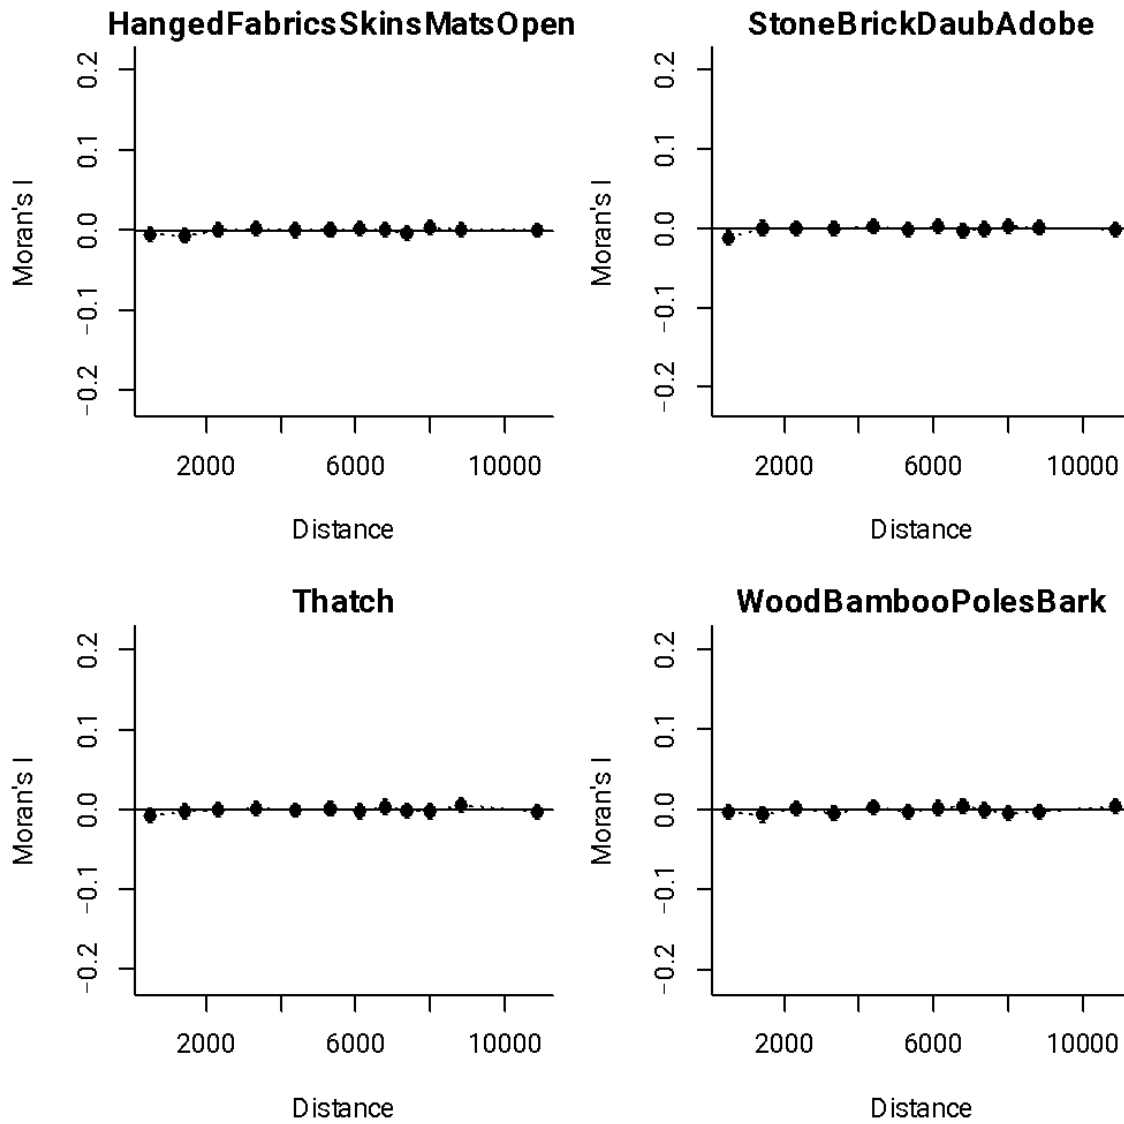 HangedFabricsSkinsMatsOpen
0.2
0.1
0.0
−0.1
−0.2
Moran's I
2000 6000 10000
Distance
StoneBrickDaubAdobe
0.2
0.1
0.0
−0.1
−0.2
Moran's I
2000 6000 10000
Distance
Thatch
0.2
0.1
0.0
−0.1
−0.2
Moran's I
2000 6000 10000
Distance
WoodBambooPolesBark
0.2
0.1
0.0
−0.1
−0.2
Moran's I
2000 6000 10000
Distance